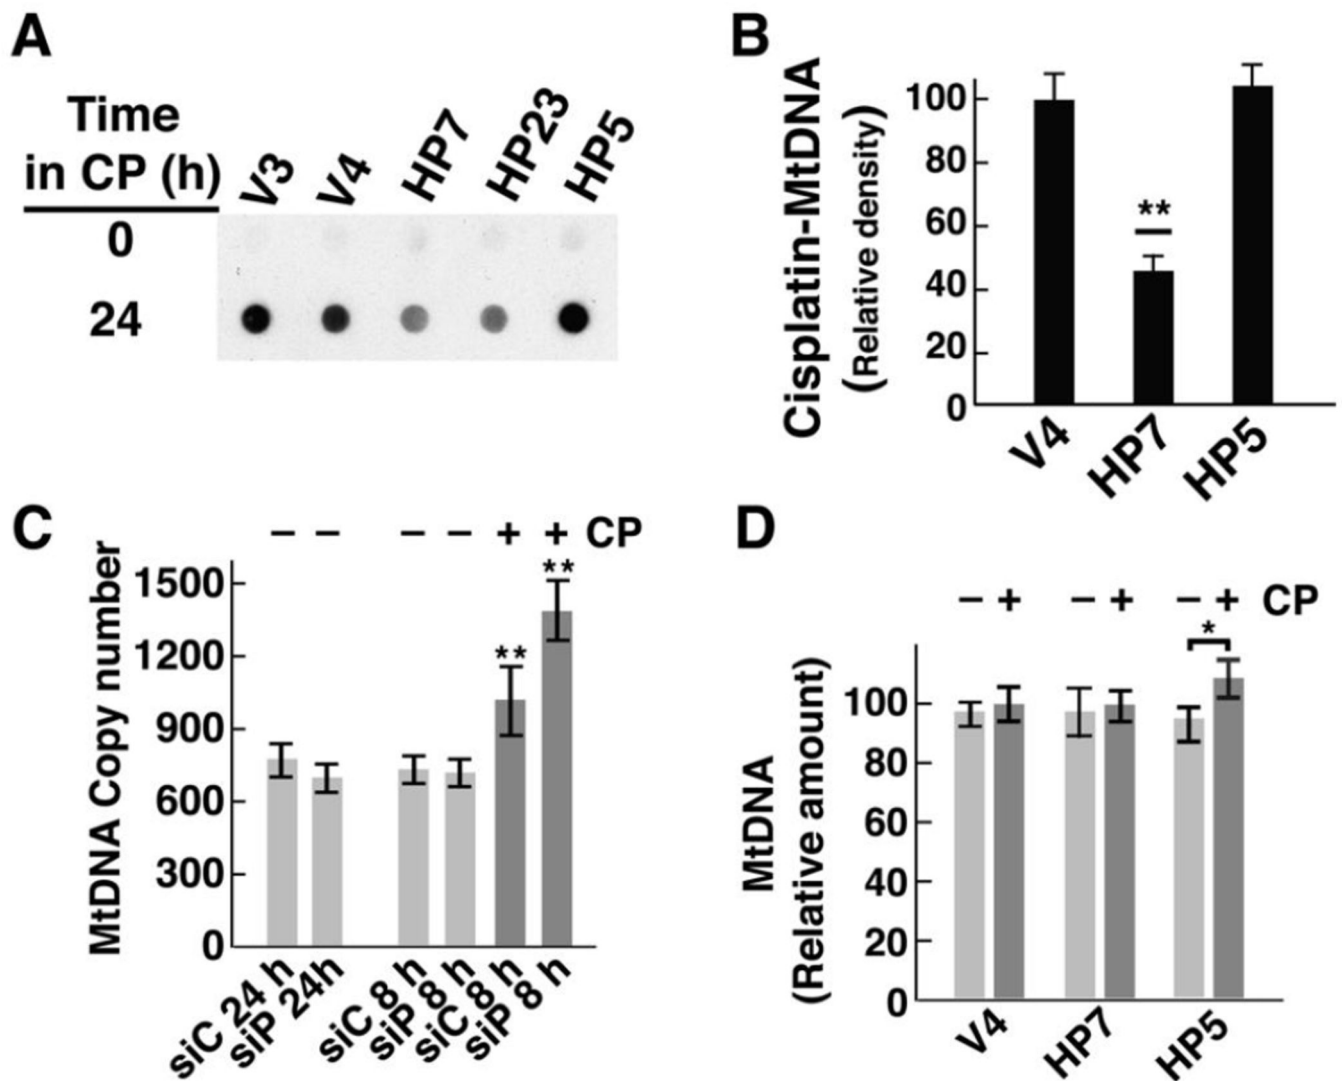 A
Time
in CP (h)
V3 V4 HP7 HP23 HP5
0
24
B
Cisplatin-MtDNA
(Relative density)
100
80
60
40
20
0
**
V4 HP7 HP5
C
− − − − + + CP
MtDNA Copy number
1500
1200
900
600
300
0
**
**
siC 24 h siP 24h siC 8 h siP 8 h siC 8 h siP 8 h
D
− + − + − + CP
*
MtDNA
(Relative amount)
100
80
60
40
20
0
V4 HP7 HP5